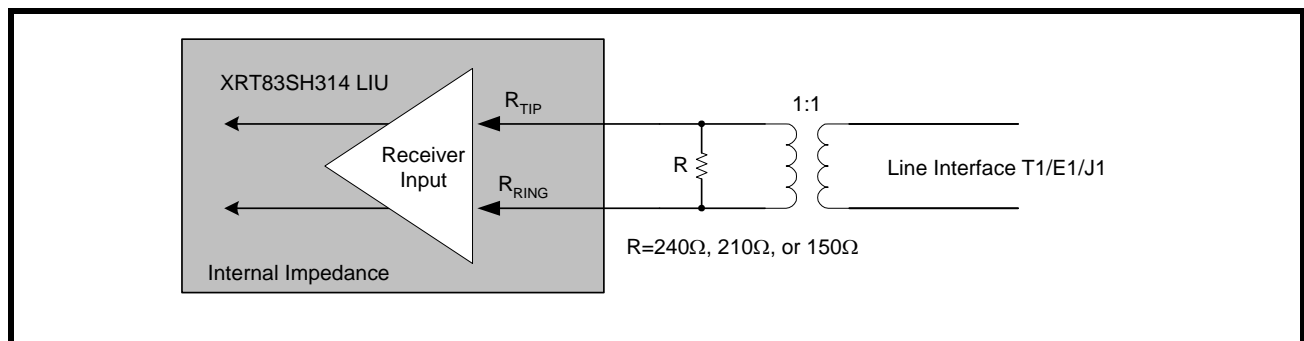 XRT83SH314 LIU
R_TIP
1:1
Receiver
Input
R
Line Interface T1/E1/J1
R_RING
R=240Ω, 210Ω, or 150Ω
Internal Impedance